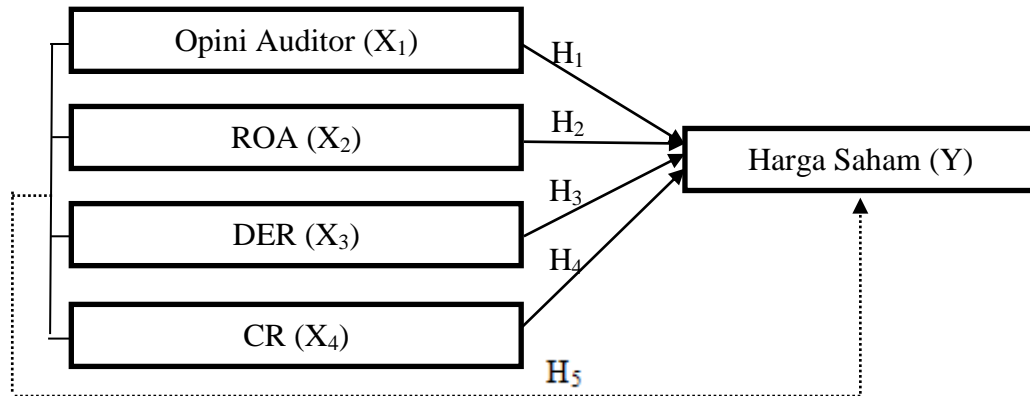 Opini Auditor (X₁)
H₁
ROA (X₂)
H₂
Harga Saham (Y)
DER (X₃)
H₃
H₄
CR (X₄)
H₅